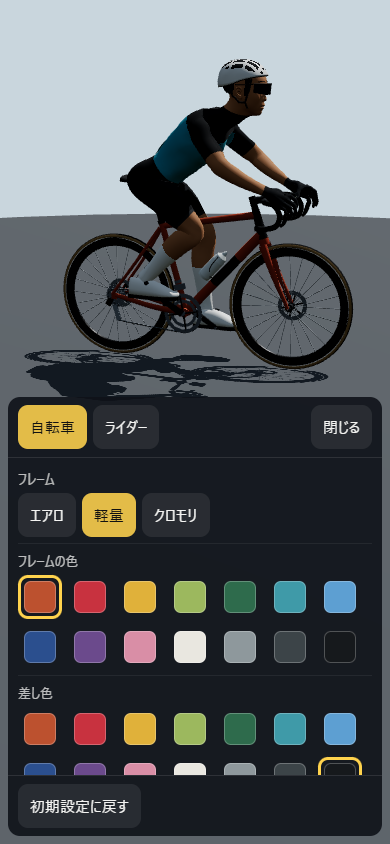 自転車 ライダー 閉じる
フレーム
エアロ 軽量 クロモリ
フレームの色
差し色
初期設定に戻す